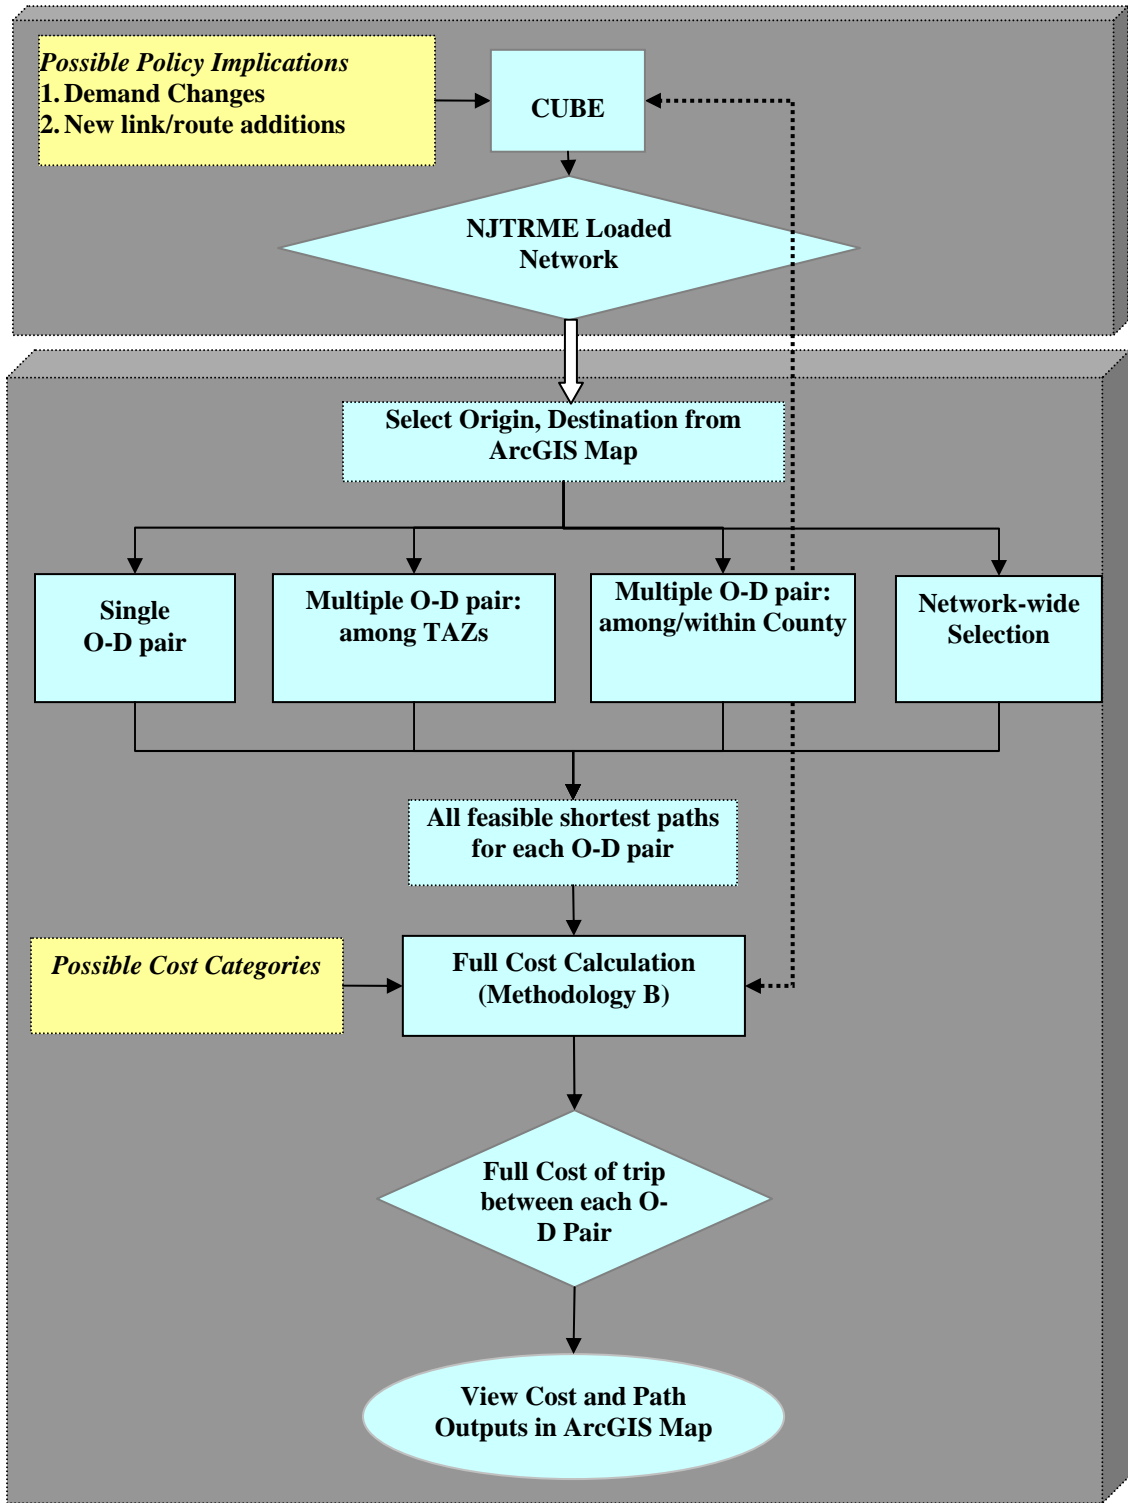 Possible Policy Implications
1. Demand Changes
2. New link/route additions
CUBE
NJTRME Loaded
Network
Select Origin, Destination from
ArcGIS Map
Single
O-D pair
Multiple O-D pair:
among TAZs
Multiple O-D pair:
among/within County
Network-wide
Selection
All feasible shortest paths
for each O-D pair
Possible Cost Categories
Full Cost Calculation
(Methodology B)
Full Cost of trip
between each O-
D Pair
View Cost and Path
Outputs in ArcGIS Map